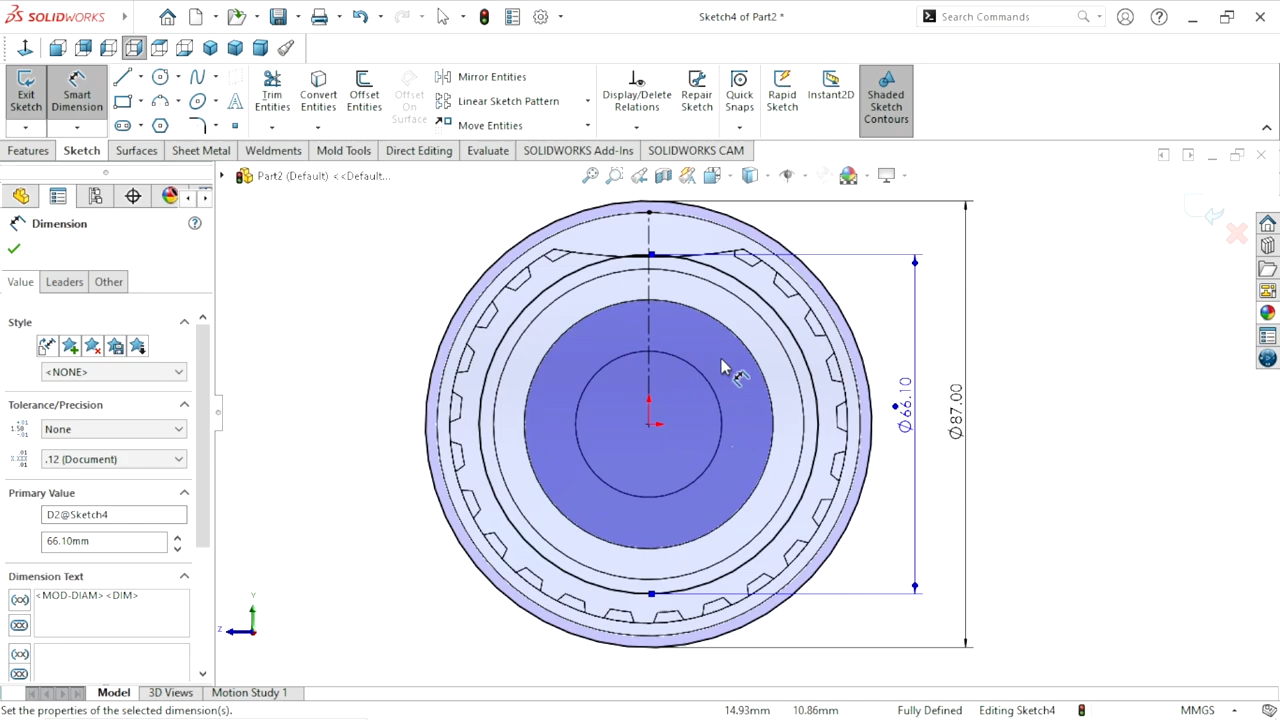 SOLIDWORKS
Sketch4 of Part2 *
Search Commands
Exit Sketch
Smart Dimension
Trim Entities
Convert Entities
Offset Entities
Offset On Surface
Mirror Entities
Linear Sketch Pattern
Move Entities
Display/Delete Relations
Repair Sketch
Quick Snaps
Rapid Sketch
Instant2D
Shaded Sketch Contours
Features
Sketch
Surfaces
Sheet Metal
Weldments
Mold Tools
Direct Editing
Evaluate
SOLIDWORKS Add-Ins
SOLIDWORKS CAM
Part2 (Default) <<Default...
Dimension
Value
Leaders
Other
Style
<NONE>
Tolerance/Precision
None
.12 (Document)
Primary Value
D2@Sketch4
66.10mm
Dimension Text
<MOD-DIAM><DIM>
Ø66.10
Ø87.00
Y
Z
Model
3D Views
Motion Study 1
Set the properties of the selected dimension(s).
14.93mm
10.86mm
Fully Defined
Editing Sketch4
MMGS